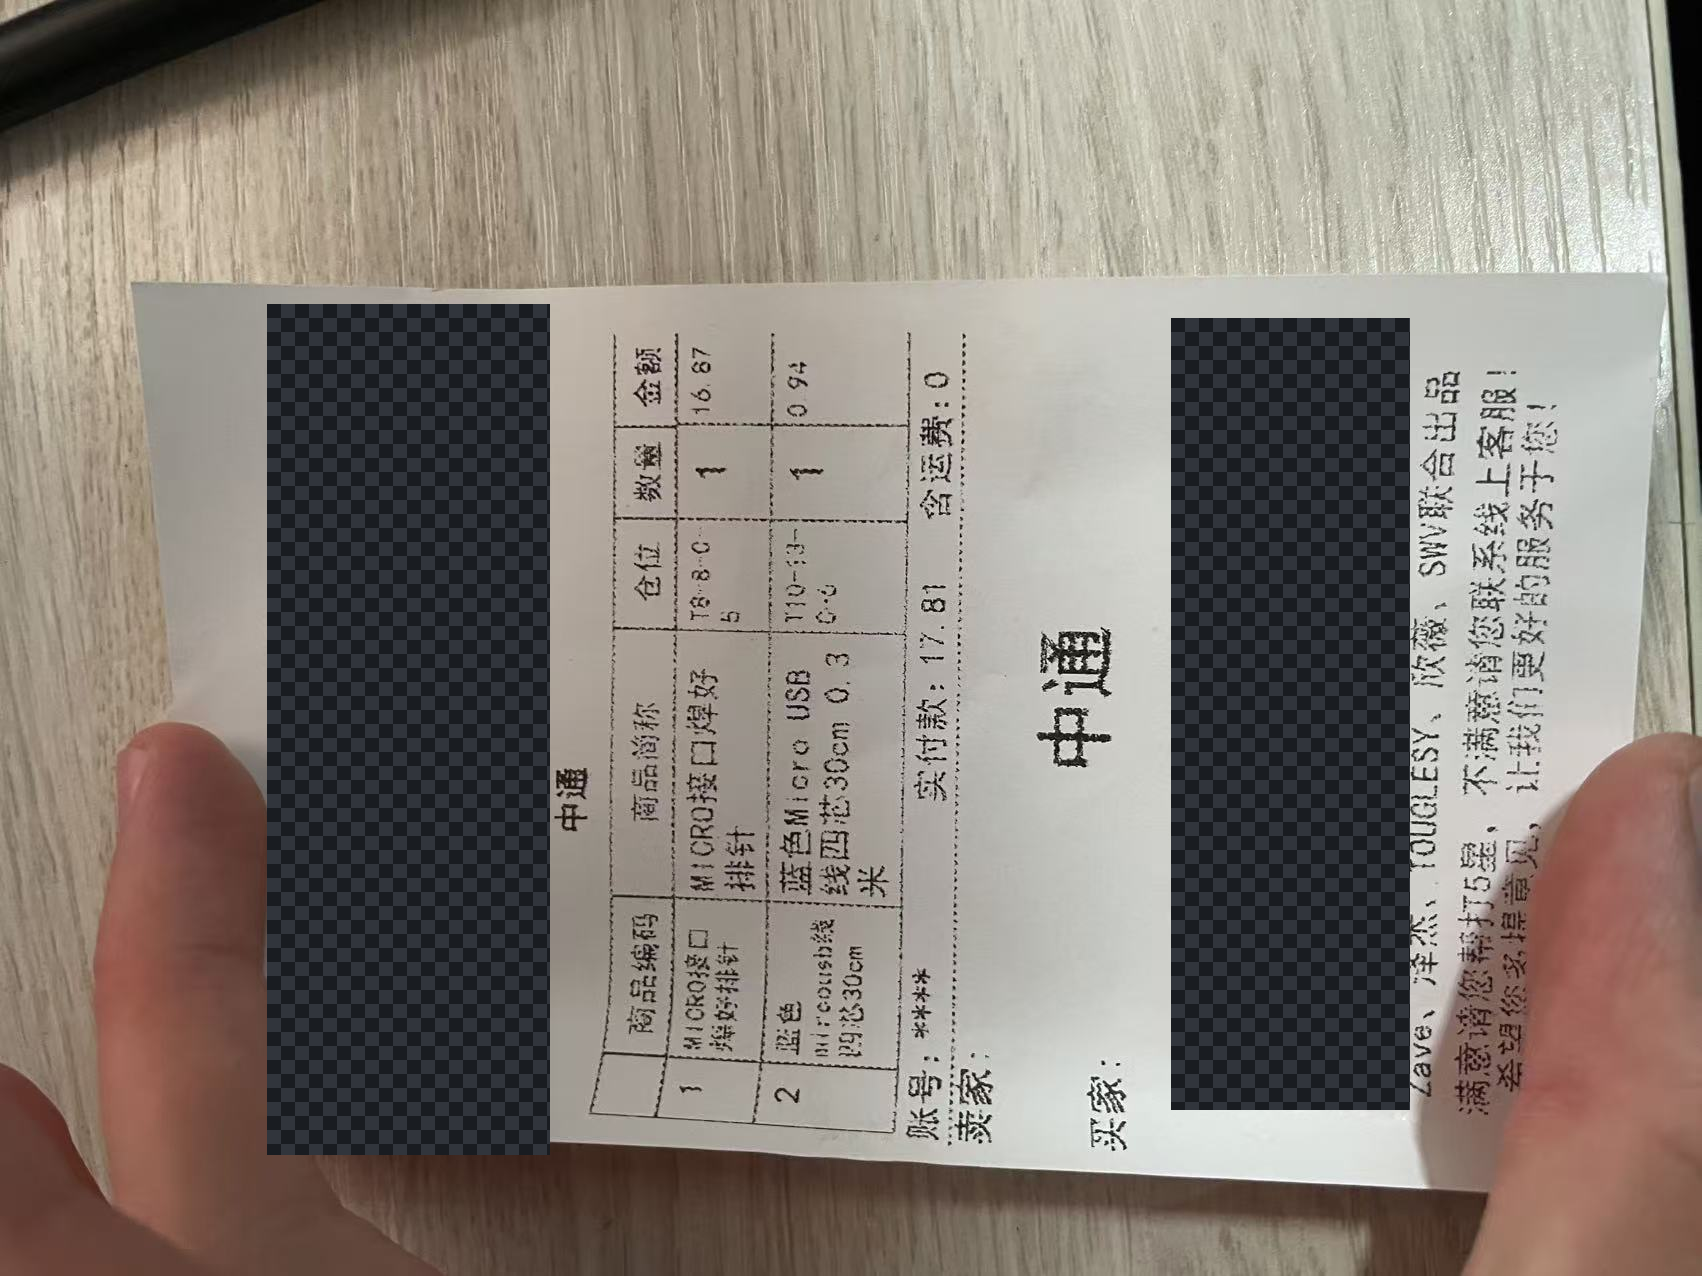 中通
商品编码 商品简称 仓位 数量 金额
1 MICRO接口焊好排针 MICRO接口焊好排针 T8-8-C-5 1 16.87
2 蓝色microusb线四芯30cm 蓝色Micro USB线四芯30cm 0.3米 1 0.94
账号：**** 实付款：17.81 含运费：0
卖家：
中通
买家：
Zave、泽杰、TOUGLESY、欣薇、SWV联合出品
满意请您帮打5星，不满意请您联系线上客服！
希望您多提意见，让我们更好的服务于您！